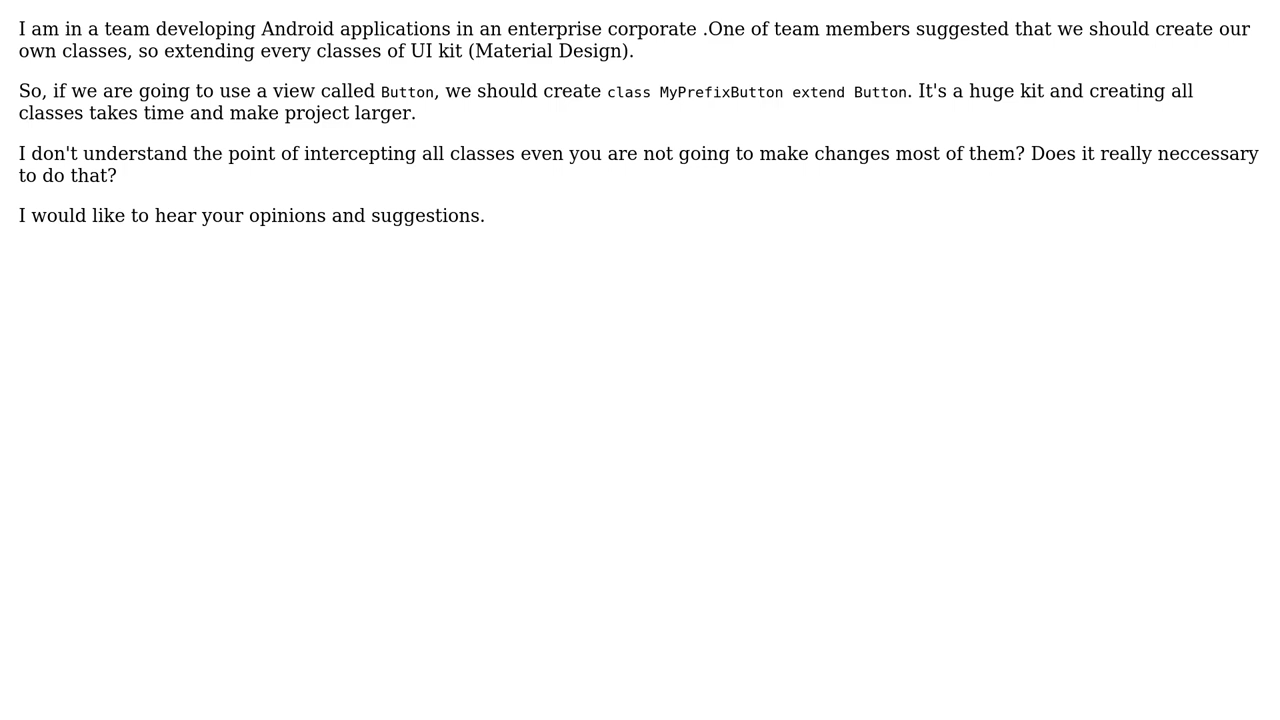 I am in a team developing Android applications in an enterprise corporate .One of team members suggested that we should create our
own classes, so extending every classes of UI kit (Material Design).
So, if we are going to use a view called Button, we should create class MyPrefixButton extend Button. It's a huge kit and creating all
classes takes time and make project larger.
I don't understand the point of intercepting all classes even you are not going to make changes most of them? Does it really neccessary
to do that?
I would like to hear your opinions and suggestions.